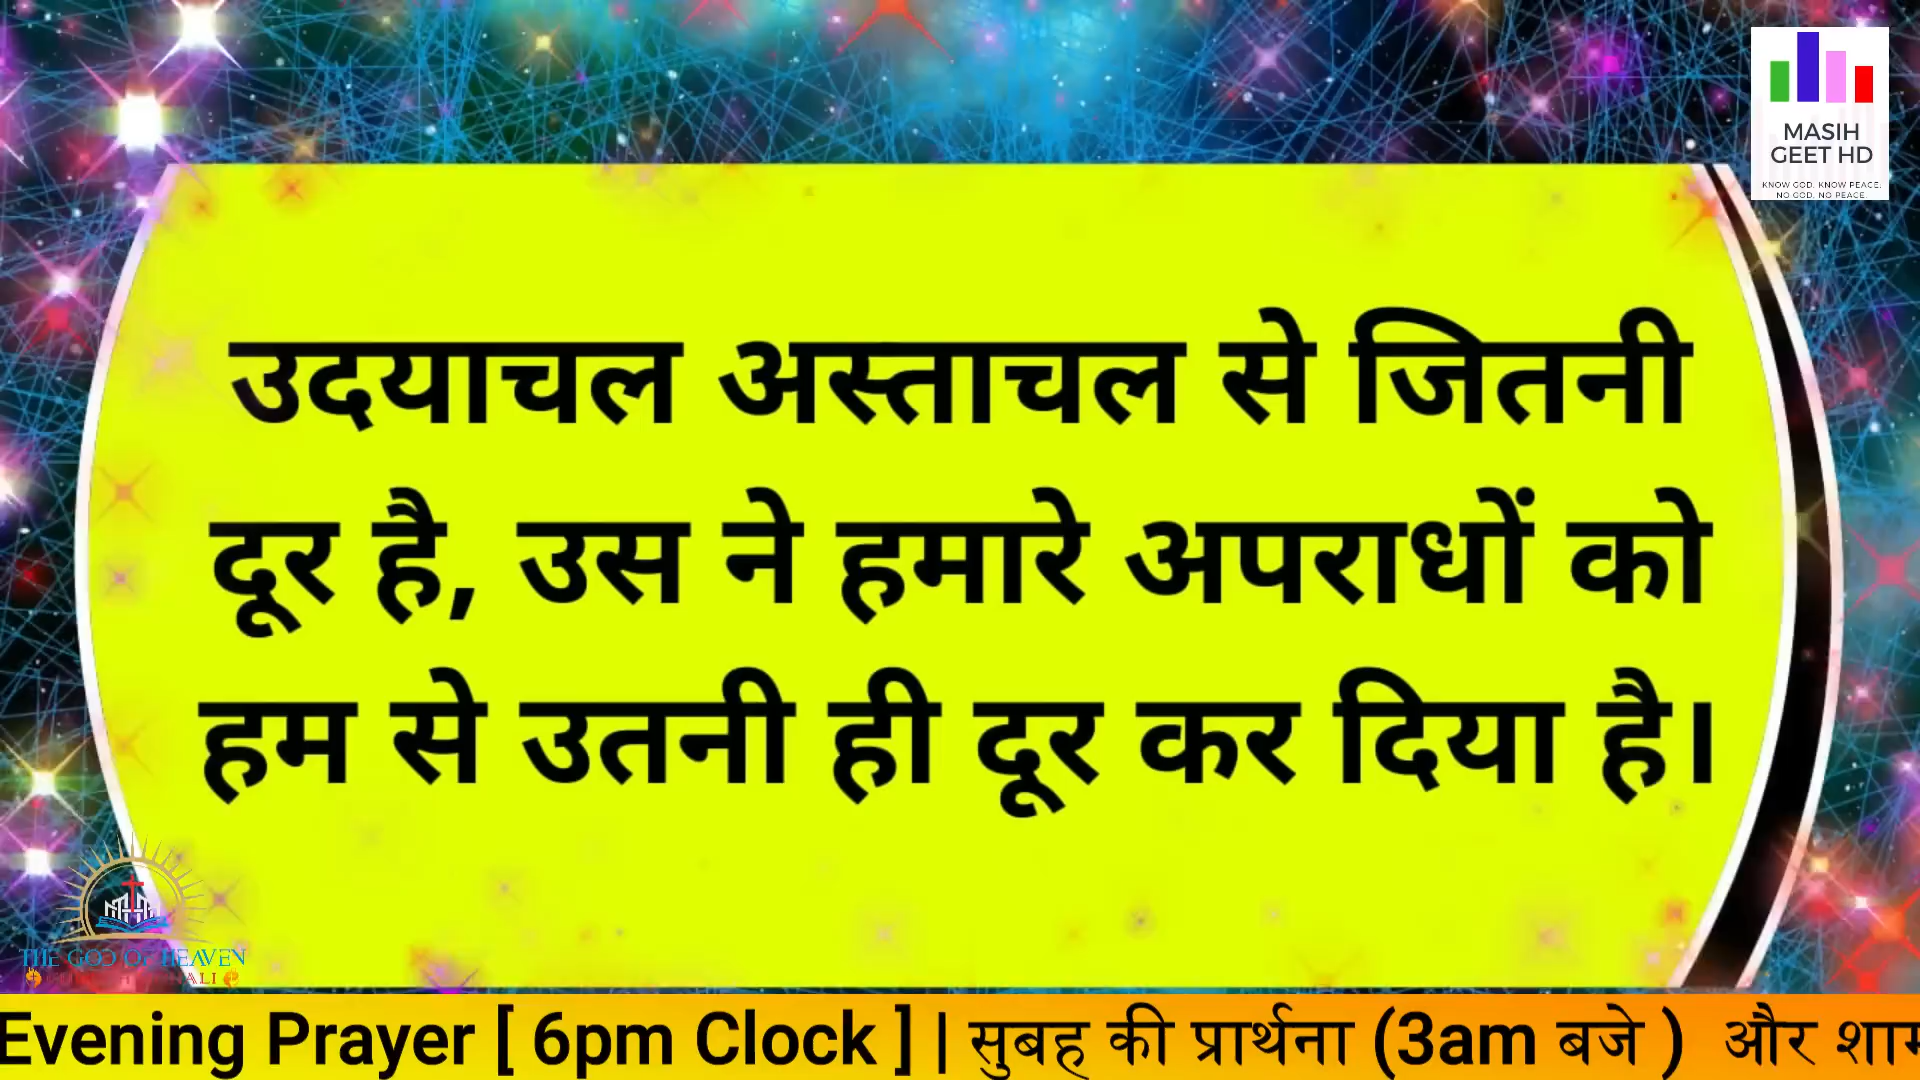 MASIH
GEET HD
KNOW GOD, KNOW PEACE.
NO GOD, NO PEACE.
उदयाचल अस्ताचल से जितनी
दूर है, उस ने हमारे अपराधों को
हम से उतनी ही दूर कर दिया है।
THE GOD OF HEAVEN
Evening Prayer [ 6pm Clock ] | सुबह की प्रार्थना (3am बजे ) और शाम